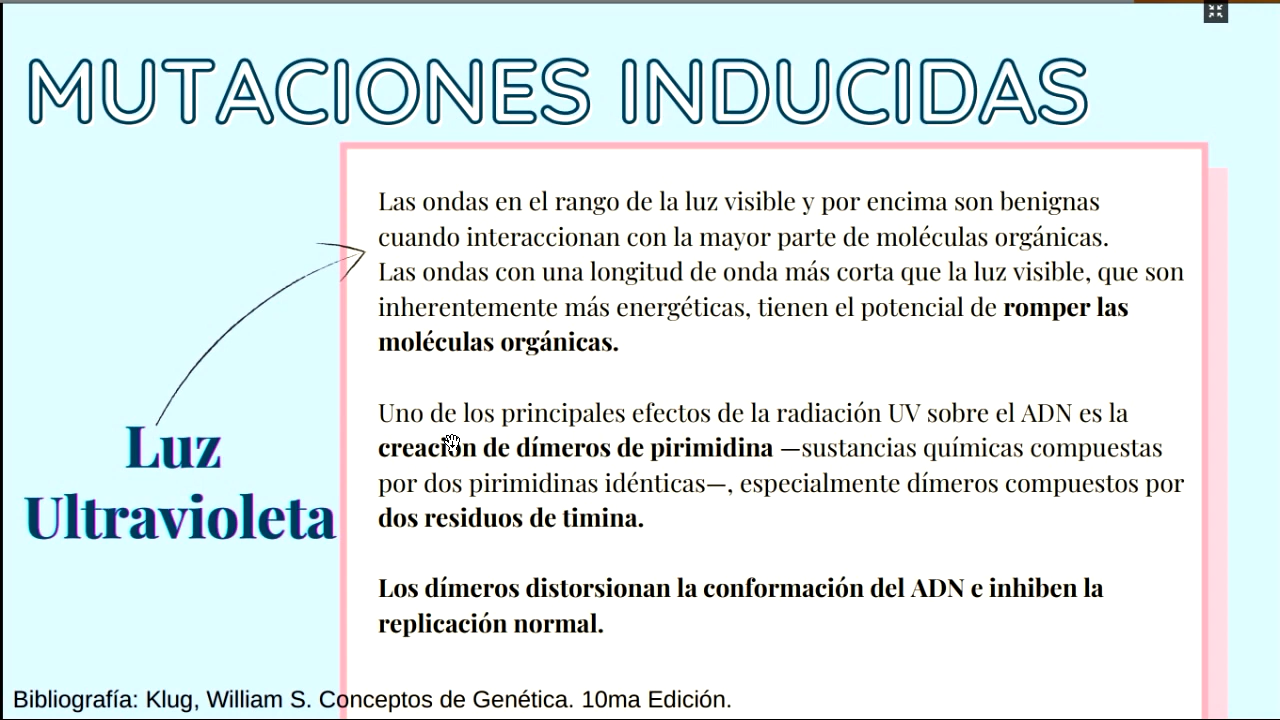 MUTACIONES INDUCIDAS
Las ondas en el rango de la luz visible y por encima son benignas
cuando interaccionan con la mayor parte de moléculas orgánicas.
Las ondas con una longitud de onda más corta que la luz visible, que son
inherentemente más energéticas, tienen el potencial de romper las
moléculas orgánicas.
Uno de los principales efectos de la radiación UV sobre el ADN es la
creación de dímeros de pirimidina —sustancias químicas compuestas
por dos pirimidinas idénticas—, especialmente dímeros compuestos por
dos residuos de timina.
Los dímeros distorsionan la conformación del ADN e inhiben la
replicación normal.
Luz
Ultravioleta
Bibliografía: Klug, William S. Conceptos de Genética. 10ma Edición.